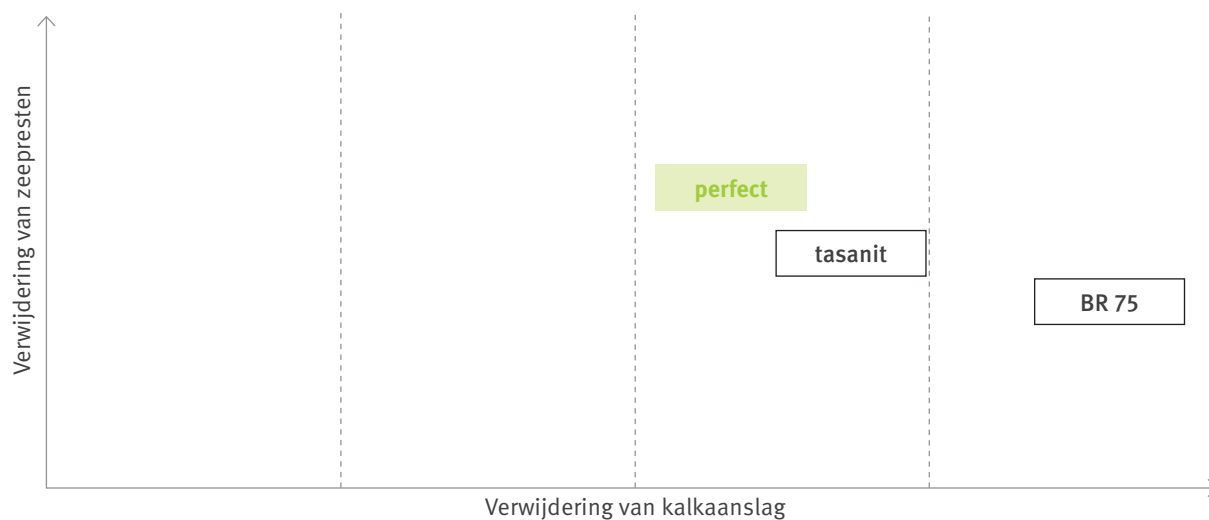 Verwijdering van zeepresten
perfect
tasanit
BR 75
Verwijdering van kalkaanslag